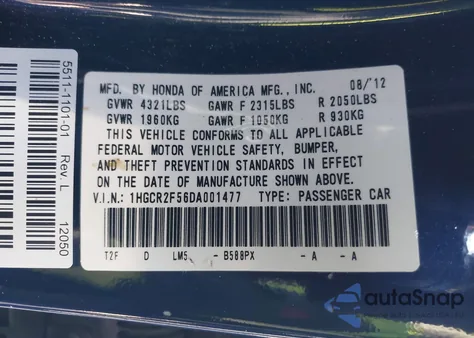 5511-1101-01 Rev. L 12050
MFD. BY HONDA OF AMERICA MFG., INC. 08/'12
GVWR 4321LBS GAWR F 2315LBS R 2050LBS
GVWR 1960KG GAWR F 1050KG R 930KG
THIS VEHICLE CONFORMS TO ALL APPLICABLE
FEDERAL MOTOR VEHICLE SAFETY, BUMPER,
AND THEFT PREVENTION STANDARDS IN EFFECT
ON THE DATE OF MANUFACTURE SHOWN ABOVE.
V.I.N.: 1HGCR2F56DA001477 TYPE: PASSENGER CAR
T2F D LM5 - B588PX - A - A
autoSnap